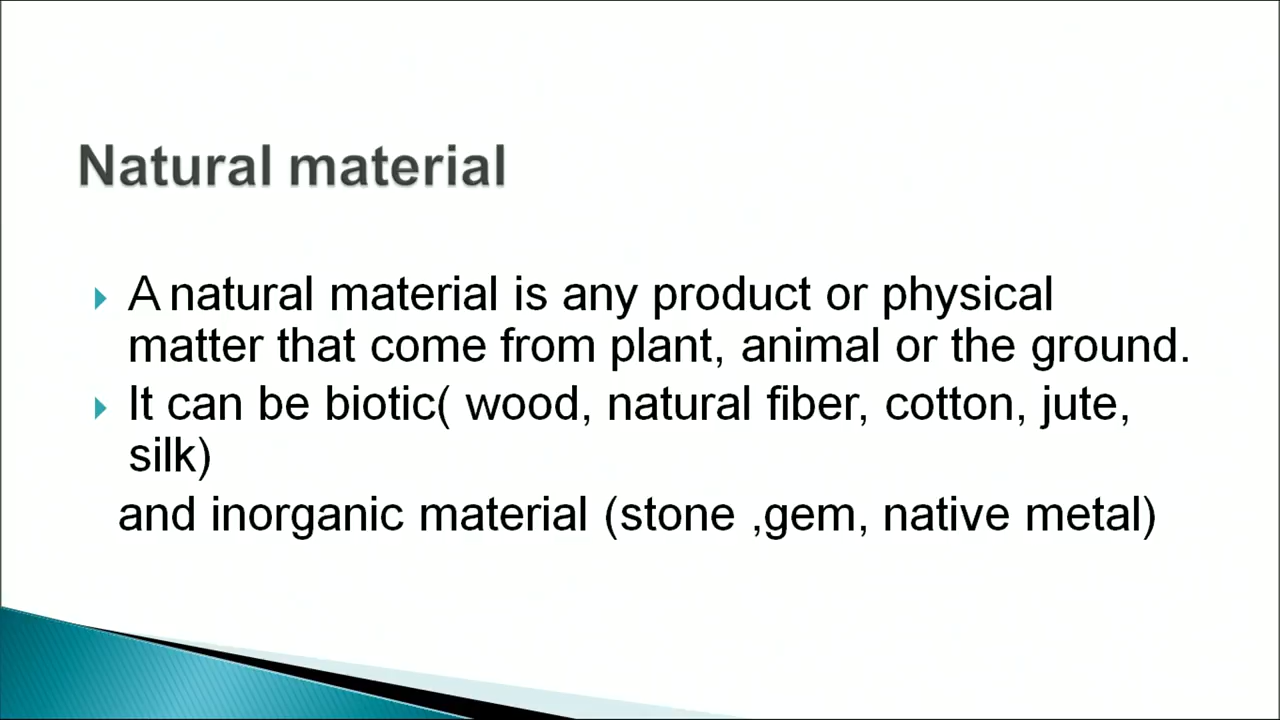 Natural material
A natural material is any product or physical
matter that come from plant, animal or the ground.
It can be biotic( wood, natural fiber, cotton, jute,
silk)
and inorganic material (stone ,gem, native metal)